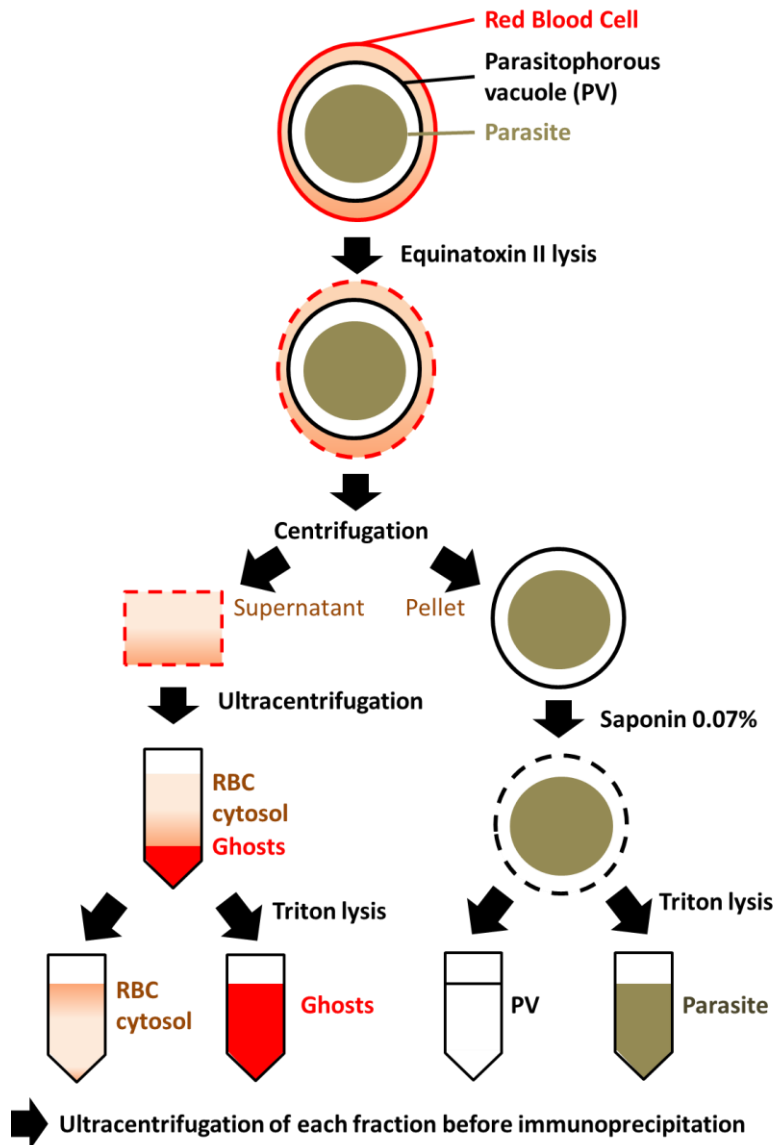 Red Blood Cell
Parasitophorous
vacuole (PV)
Parasite
Equinatoxin II lysis
Centrifugation
Supernatant
Pellet
Ultracentrifugation
Saponin 0.07%
RBC
cytosol
Ghosts
Triton lysis
Triton lysis
RBC
cytosol
Ghosts
PV
Parasite
Ultracentrifugation of each fraction before immunoprecipitation